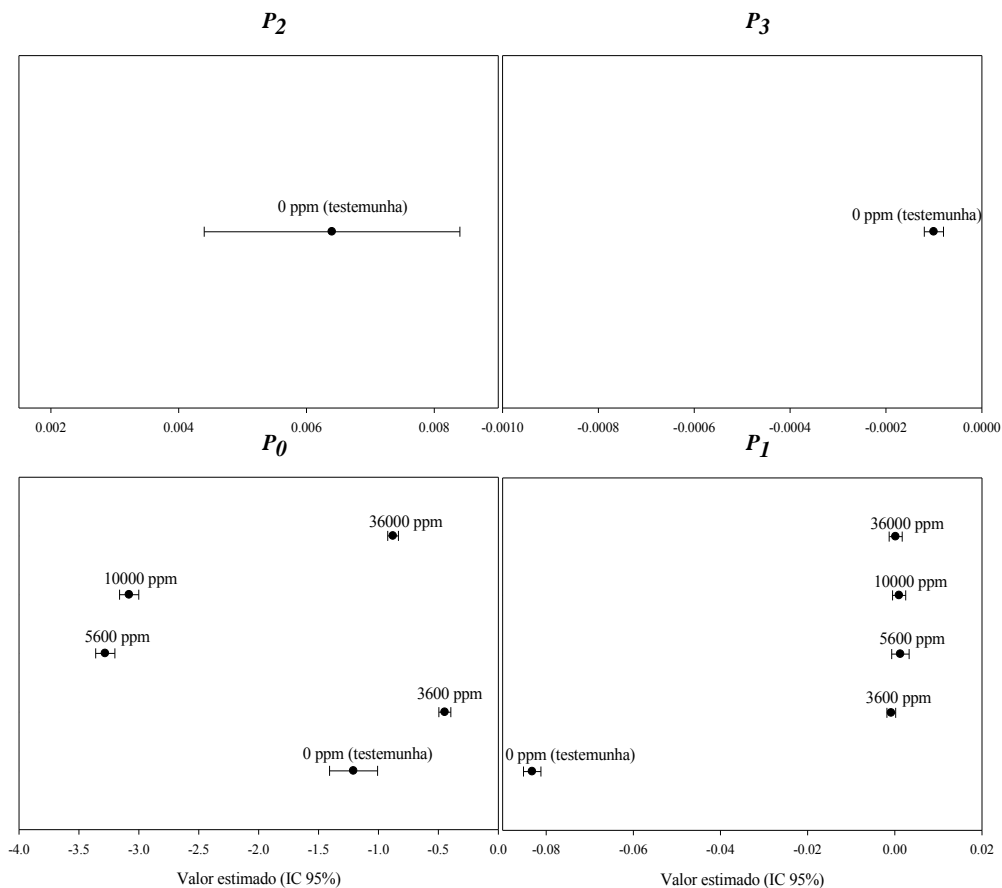 P2
P3
0 ppm (testemunha)
0 ppm (testemunha)
0.002
0.004
0.006
0.008
-0.0010
-0.0008
-0.0006
-0.0004
-0.0002
0.0000
P0
P1
36000 ppm
10000 ppm
5600 ppm
3600 ppm
0 ppm (testemunha)
36000 ppm
10000 ppm
5600 ppm
3600 ppm
0 ppm (testemunha)
-4.0
-3.5
-3.0
-2.5
-2.0
-1.5
-1.0
-0.5
0.0
-0.08
-0.06
-0.04
-0.02
0.00
0.02
Valor estimado (IC 95%)
Valor estimado (IC 95%)